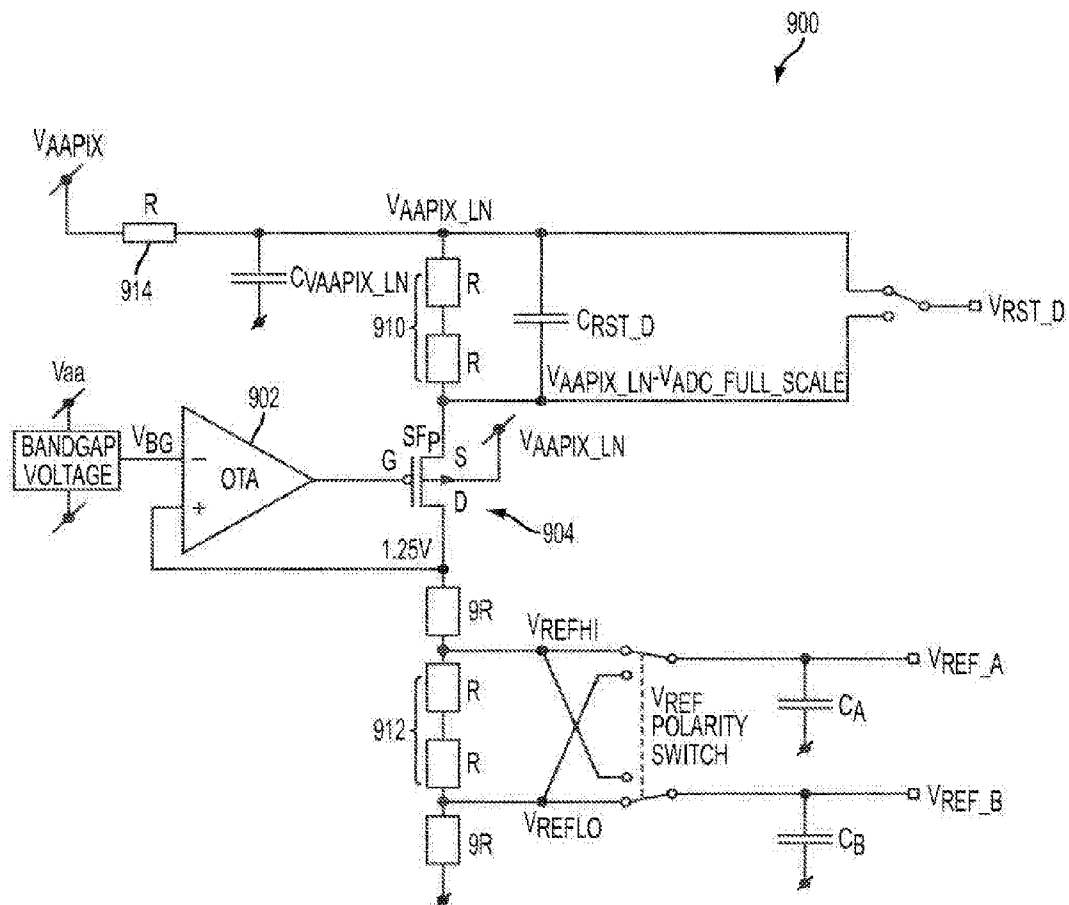 900
VAAPIX
R
914
VAAPIX_LN
CVAAPIX_LN
910
R
R
CRST_D
VRST_D
VAAPIX_LN-VADC_FULL_SCALE
Vaa
BANDGAP
VOLTAGE
VBG
902
OTA
−
+
SFP
G
S
D
VAAPIX_LN
904
1.25V
9R
VREFHI
912
R
R
VREF
POLARITY
SWITCH
VREF_A
CA
VREFLO
VREF_B
CB
9R